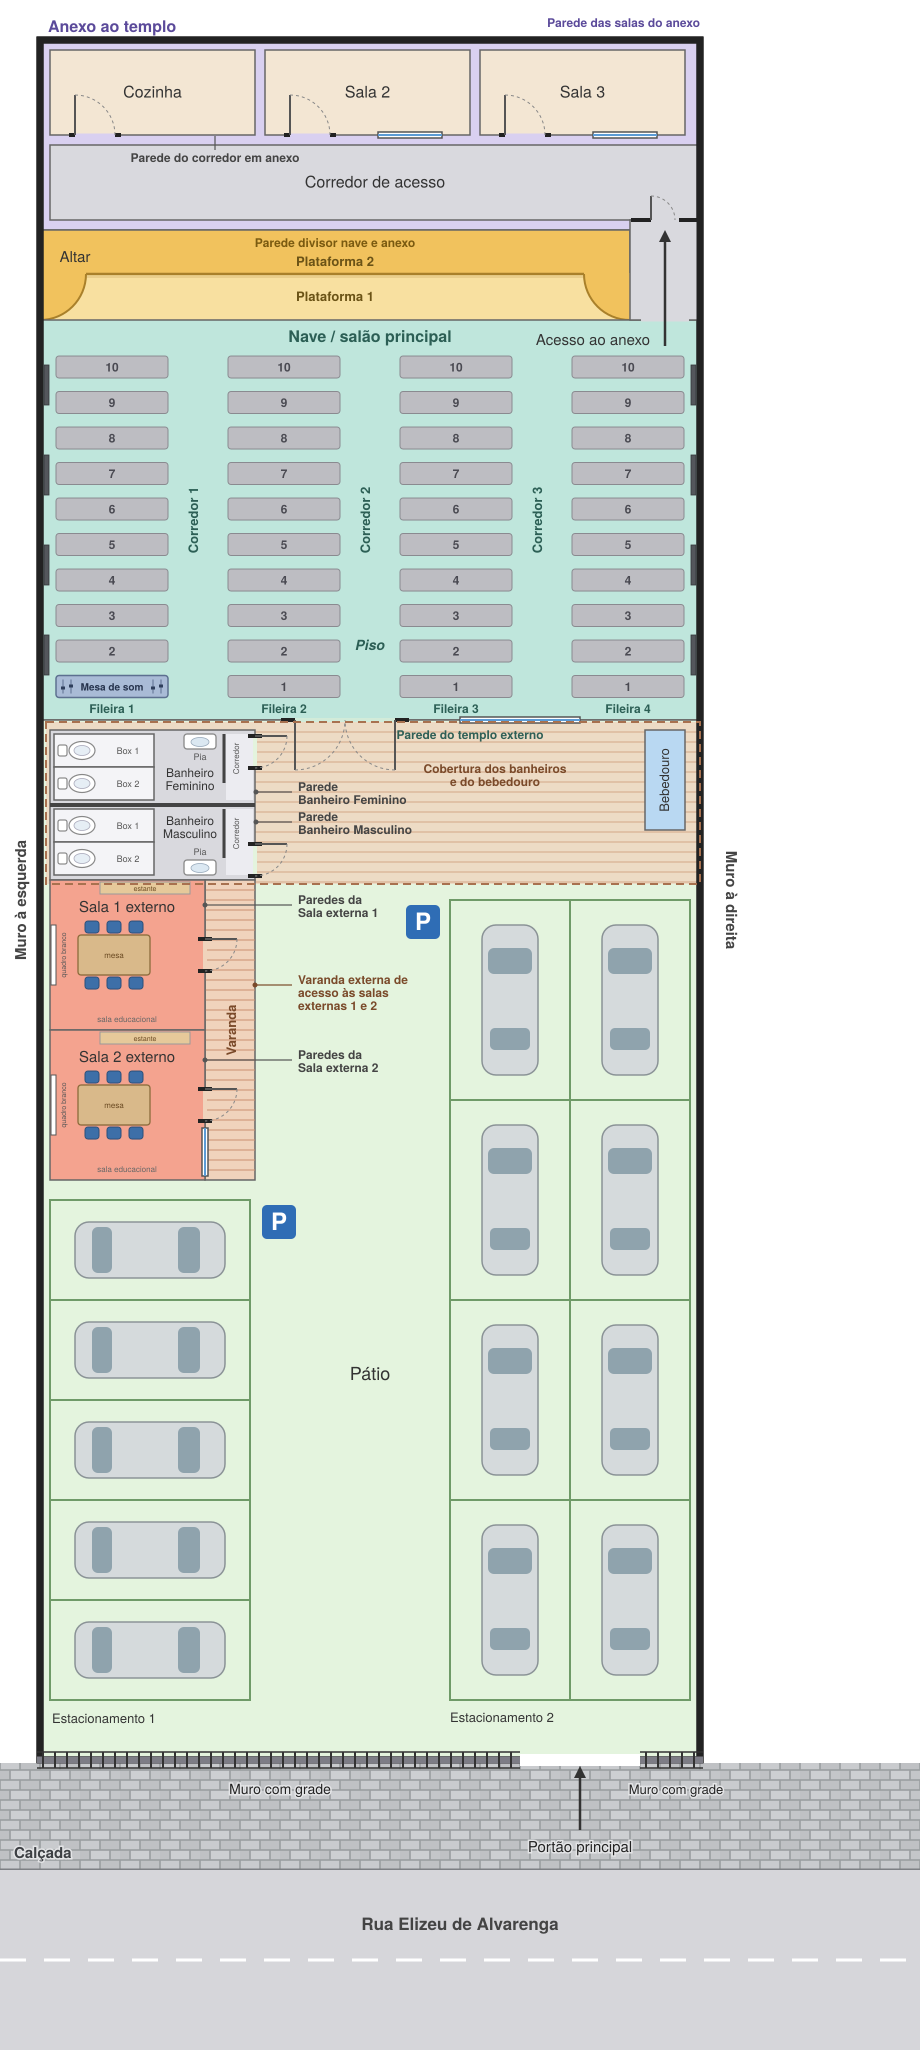 Anexo ao templo
Parede das salas do anexo
Cozinha
Sala 2
Sala 3
Parede do corredor em anexo
Corredor de acesso
Parede divisor nave e anexo
Altar
Plataforma 2
Plataforma 1
Nave / salão principal
Acesso ao anexo
10 10 10 10
9 9 9 9
8 8 8 8
7 7 7 7
6 6 6 6
5 5 5 5
4 4 4 4
3 3 3 3
2 2 2 2
Corredor 1
Corredor 2
Corredor 3
Piso
Mesa de som
1 1 1
Fileira 1
Fileira 2
Fileira 3
Fileira 4
Parede do templo externo
Box 1
Pia
Corredor
Banheiro
Feminino
Box 2
Cobertura dos banheiros
e do bebedouro
Bebedouro
Parede
Banheiro Feminino
Parede
Banheiro Masculino
Box 1
Banheiro
Masculino
Corredor
Pia
Box 2
Muro à esquerda
Muro à direita
estante
Sala 1 externo
quadro branco
mesa
sala educacional
Paredes da
Sala externa 1
P
Varanda externa de
acesso às salas
externas 1 e 2
Varanda
estante
Sala 2 externo
quadro branco
mesa
sala educacional
Paredes da
Sala externa 2
P
Pátio
Estacionamento 1
Estacionamento 2
Muro com grade
Muro com grade
Portão principal
Calçada
Rua Elizeu de Alvarenga